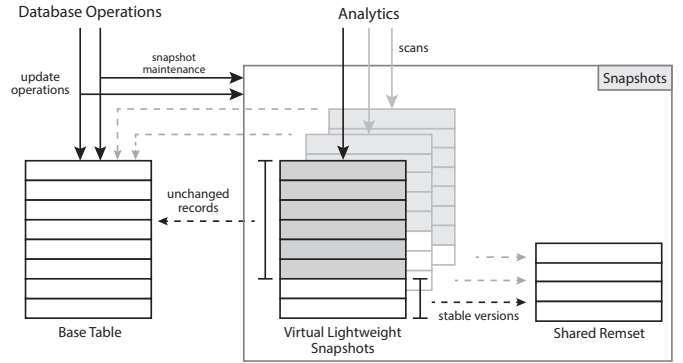 Database Operations
Analytics
scans
snapshot
maintenance
update
operations
Snapshots
unchanged
records
stable versions
Base Table
Virtual Lightweight
Snapshots
Shared Remset